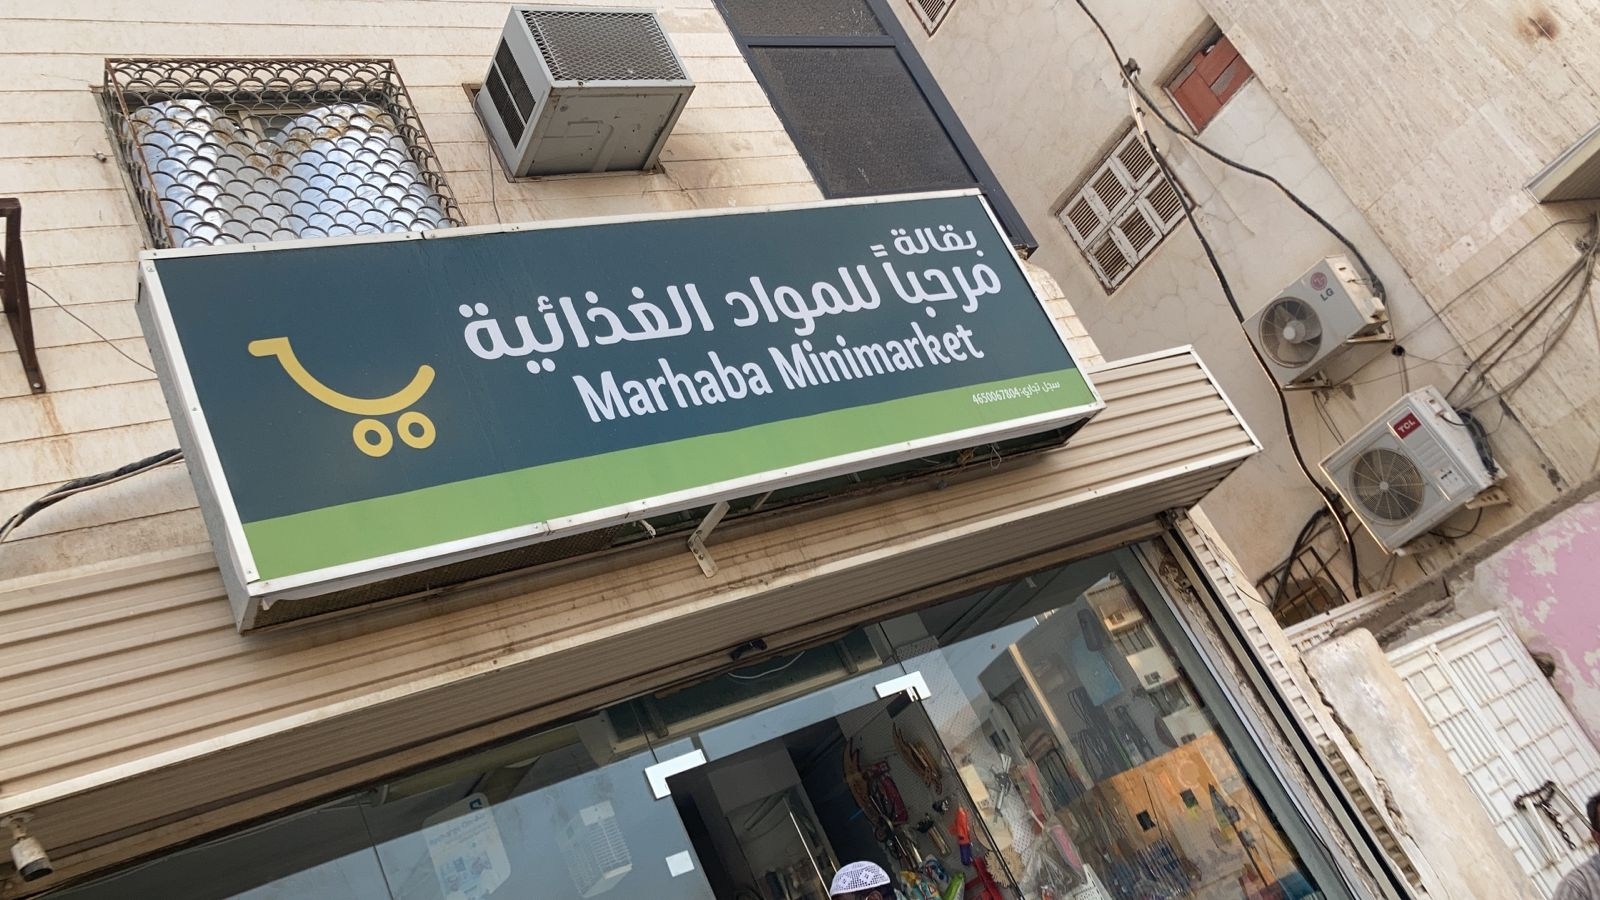 بقالة
مرحباً للمواد الغذائية
Marhaba Minimarket
سجل تجاري: 4650067804
LG
TCL